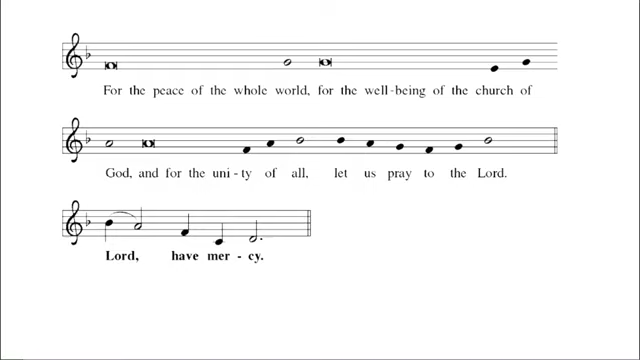 For the peace of the whole world, for the well-being of the church of
God, and for the uni - ty of all, let us pray to the Lord.
Lord, have mer - cy.